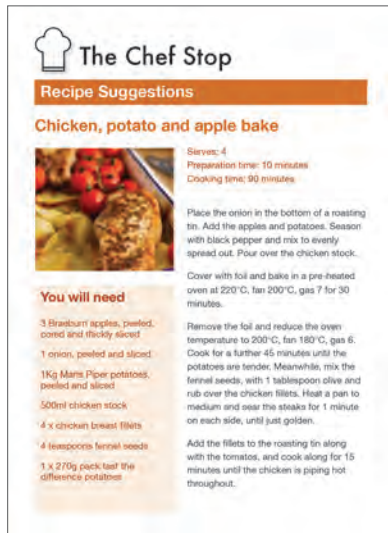 The Chef Stop
Recipe Suggestions
Chicken, potato and apple bake
Serves: 4
Preparation time: 10 minutes
Cooking time: 90 minutes
Place the onion in the bottom of a roasting
tin. Add the apples and potatoes. Season
with black pepper and mix to evenly
spread out. Pour over the chicken stock.
Cover with foil and bake in a pre-heated
oven at 220°C, fan 200°C, gas 7 for 30
minutes.
Remove the foil and reduce the oven
temperature to 200°C, fan 180°C, gas 6.
Cook for a further 45 minutes until the
potatoes are tender. Meanwhile, mix the
fennel seeds, with 1 tablespoon olive and
rub over the chicken fillets. Heat a pan to
medium and sear the steaks for 1 minute
on each side, until just golden.
Add the fillets to the roasting tin along
with the tomatos, and cook along for 15
minutes until the chicken is piping hot
throughout.
You will need
3 Braeburn apples, peeled,
cored and thickly sliced
1 onion, peeled and sliced
1Kg Maris Piper potatoes,
peeled and sliced
500ml chicken stock
4 x chicken breast fillets
4 teaspoons fennel seeds
1 x 270g pack tast the
difference potatoes